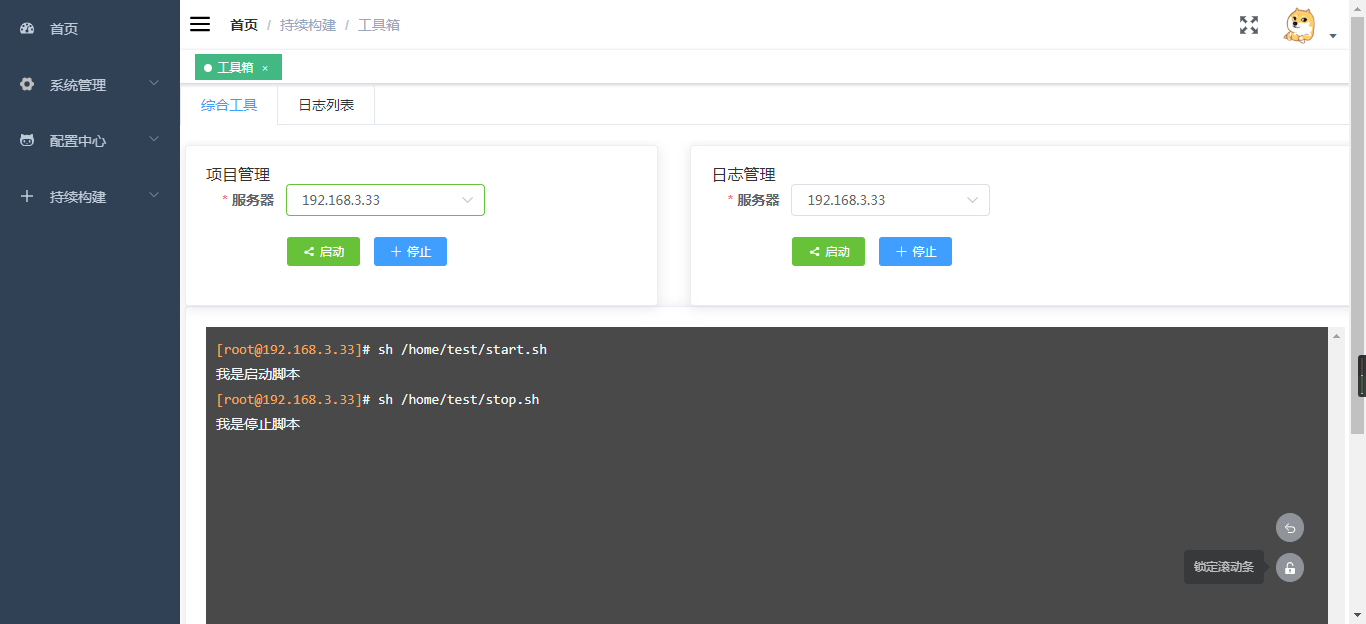 首页
系统管理
配置中心
持续构建
首页 / 持续构建 / 工具箱
工具箱 ×
综合工具 日志列表
项目管理
* 服务器 192.168.3.33
启动 停止
日志管理
* 服务器 192.168.3.33
启动 停止
[root@192.168.3.33]# sh /home/test/start.sh
我是启动脚本
[root@192.168.3.33]# sh /home/test/stop.sh
我是停止脚本
锁定滚动条